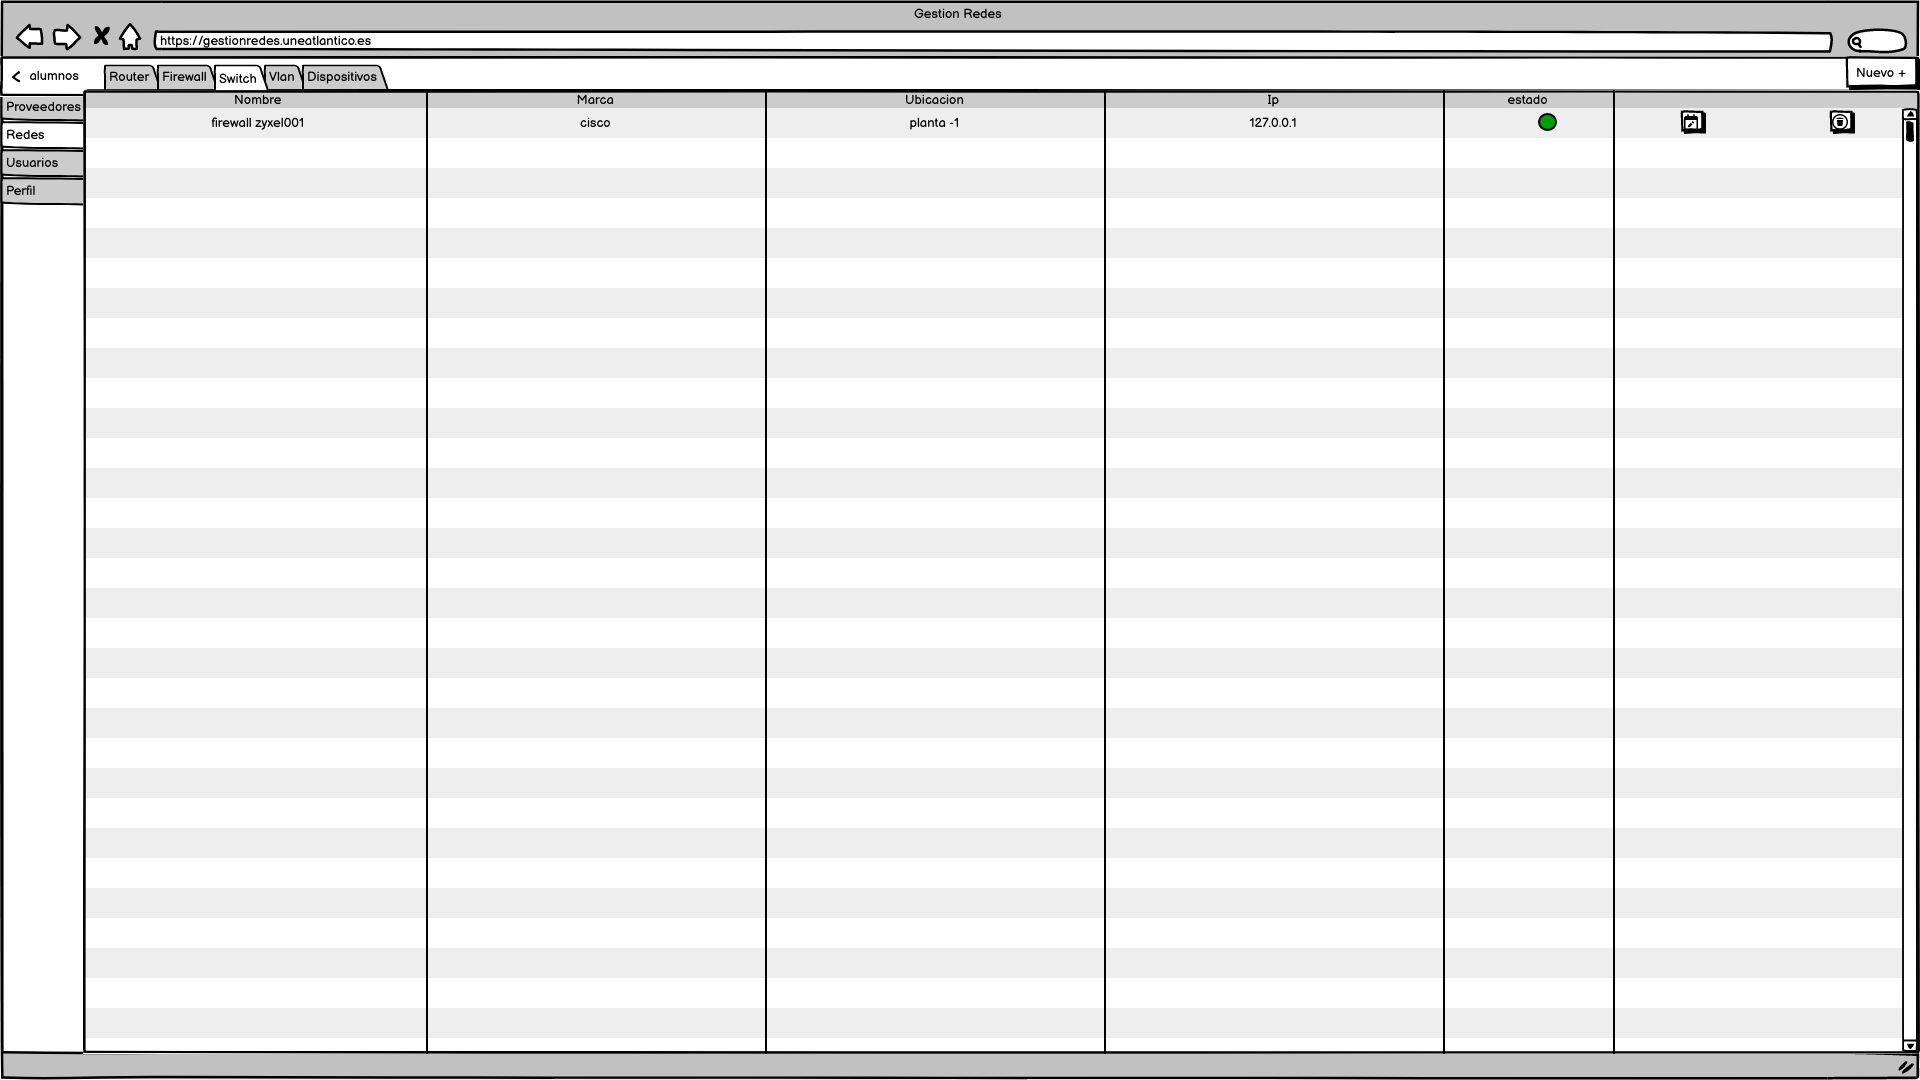 Gestion Redes
https://gestionredes.uneatlantico.es
< alumnos
Router Firewall Switch Vlan Dispositivos
Nuevo +
Proveedores
Redes
Usuarios
Perfil
Nombre Marca Ubicacion Ip estado
firewall zyxel001 cisco planta -1 127.0.0.1